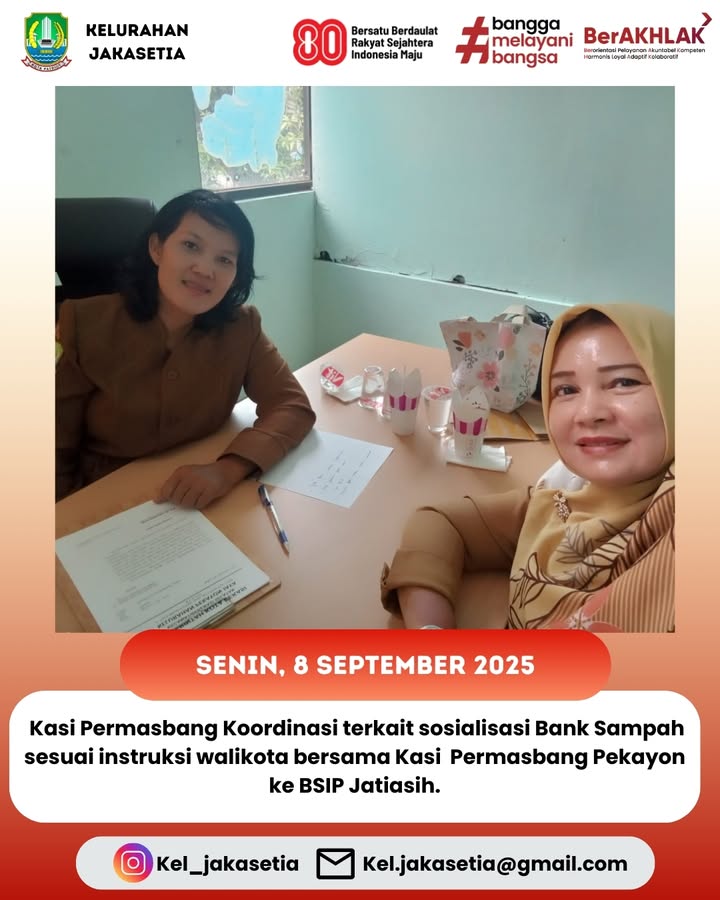 KELURAHAN
JAKASETIA
80
Bersatu Berdaulat
Rakyat Sejahtera
Indonesia Maju
#bangga
melayani
bangsa
BerAKHLAK
Berorientasi Pelayanan Akuntabel Kompeten
Harmonis Loyal Adaptif Kolaboratif
SENIN, 8 SEPTEMBER 2025
Kasi Permasbang Koordinasi terkait sosialisasi Bank Sampah
sesuai instruksi walikota bersama Kasi Permasbang Pekayon
ke BSIP Jatiasih.
Kel_jakasetia
Kel.jakasetia@gmail.com